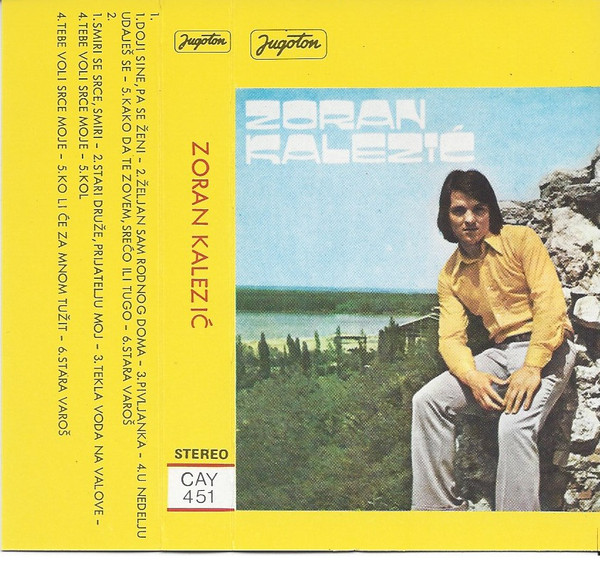 1.
1.DOJI SINE, PA SE ŽENI – 2.ŽELJAN SAM RODNOG DOMA – 3.PIVLJANKA – 4.U NEDELJU
UDAJEŠ SE – 5.KAKO DA TE ZOVEM, SREĆO ILI TUGO – 6.STARA VAROŠ
2.
1.SMIRI SE SRCE, SMIRI – 2.STARI DRUŽE, PRIJATELJU MOJ – 3.TEKLA VODA NA VALOVE –
4.TEBE VOLI SRCE MOJE – 5.KOL
4.TEBE VOLI SRCE MOJE – 5.KO LI ĆE ZA MNOM TUŽIT – 6.STARA VAROŠ
Jugoton
ZORAN KALEZIĆ
STEREO
CAY
451
Jugoton
ZORAN
KALEZIĆ